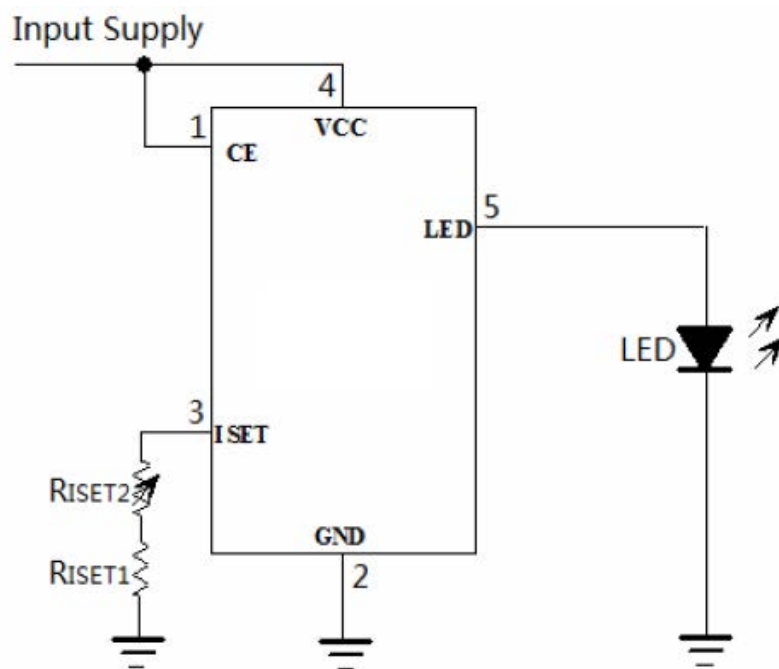 Input Supply
4
1
VCC
CE
5
LED
LED
3
ISET
RISET2
RISET1
GND
2